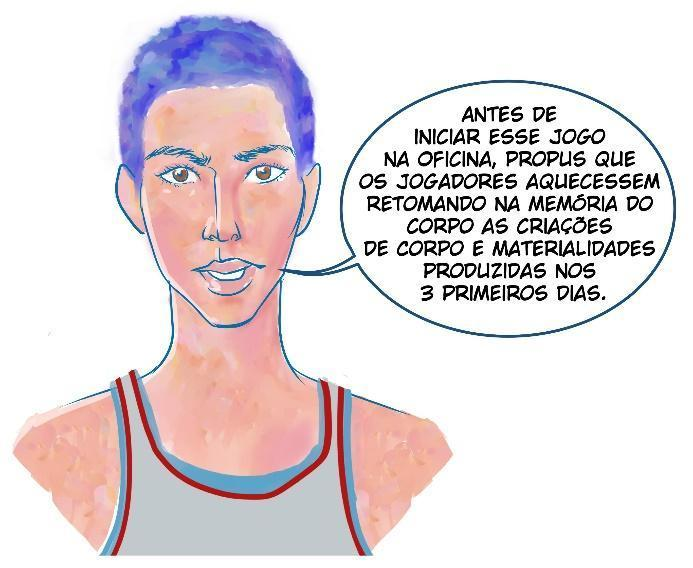 ANTES DE
INICIAR ESSE JOGO
NA OFICINA, PROPUS QUE
OS JOGADORES AQUECESSEM
RETOMANDO NA MEMÓRIA DO
CORPO AS CRIAÇÕES
DE CORPO E MATERIALIDADES
PRODUZIDAS NOS
3 PRIMEIROS DIAS.